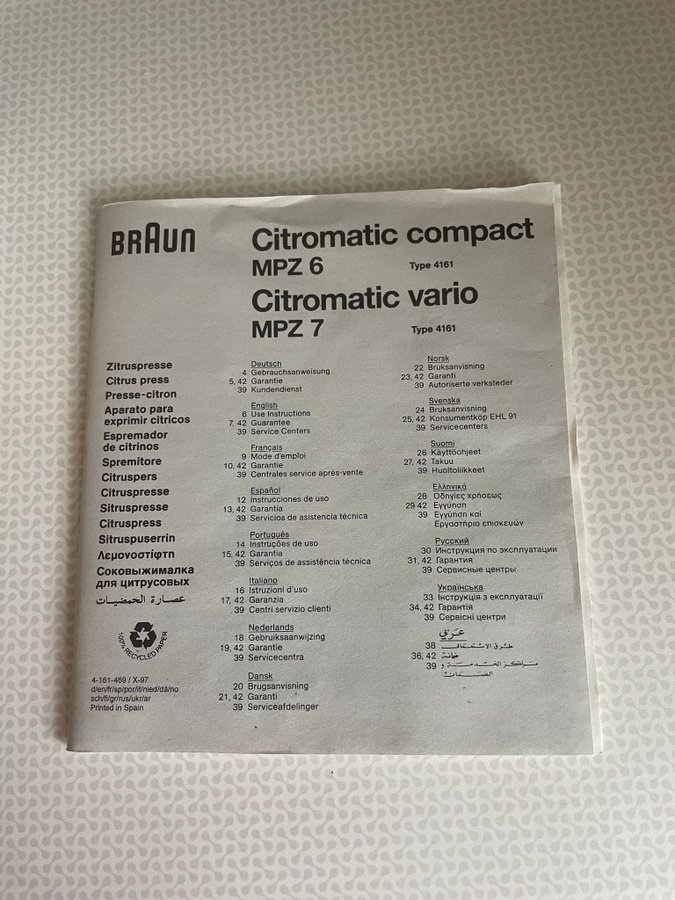 BRAUN
Citromatic compact
MPZ 6 Type 4161
Citromatic vario
MPZ 7 Type 4161
Zitruspresse
Citrus press
Presse-citron
Aparato para
exprimir citricos
Espremador
de citrinos
Spremitore
Citruspers
Citruspresse
Sitruspresse
Citruspress
Sitruspuserrin
Λεμονοστίφτη
Соковыжималка
для цитрусовых
عصارة الحمضيات
100% RECYCLED PAPER
4-161-469 / X-97
d/en/fr/sp/por/it/nied/dä/no
sch/fi/gr/rus/ukr/ar
Printed in Spain
Deutsch
4 Gebrauchsanweisung
5, 42 Garantie
39 Kundendienst
English
6 Use Instructions
7, 42 Guarantee
39 Service Centers
Français
9 Mode d'emploi
10, 42 Garantie
39 Centrales service après-vente
Español
12 Instrucciones de uso
13, 42 Garantia
39 Servicios de asistencia técnica
Português
14 Instruções de uso
15, 42 Garantia
39 Serviços de assistência técnica
Italiano
16 Istruzioni d'uso
17, 42 Garanzia
39 Centri servizio clienti
Nederlands
18 Gebruiksaanwijzing
19, 42 Garantie
39 Servicecentra
Dansk
20 Brugsanvisning
21, 42 Garanti
39 Serviceafdelinger
Norsk
22 Bruksanvisning
23, 42 Garanti
39 Autoriserte verksteder
Svenska
24 Bruksanvisning
25, 42 Konsumentköp EHL 91
39 Servicecenters
Suomi
26 Käyttöohjeet
27, 42 Takuu
39 Huoltoliikkeet
Ελληνικά
28 Οδηγίες χρήσεως
29 42 Εγγύηση
39 Εγγύηση και
Εργαστήριο επισκευών
Русский
30 Инструкция по эксплуатации
31, 42 Гарантия
39 Сервисные центры
Українська
33 Інструкція з експлуатації
34, 42 Гарантія
39 Сервісні центри
عربي
38 طرق الاستعمال
36, 42 ضمانة
39 مراكز الخدمة و
الضمان